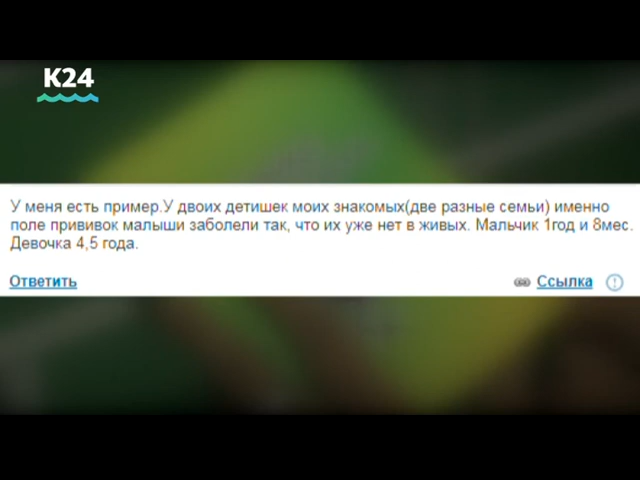 K24
У меня есть пример.У двоих детишек моих знакомых(две разные семьи) именно
поле прививок малыши заболели так, что их уже нет в живых. Мальчик 1год и 8мес.
Девочка 4,5 года.
Ответить
Ссылка